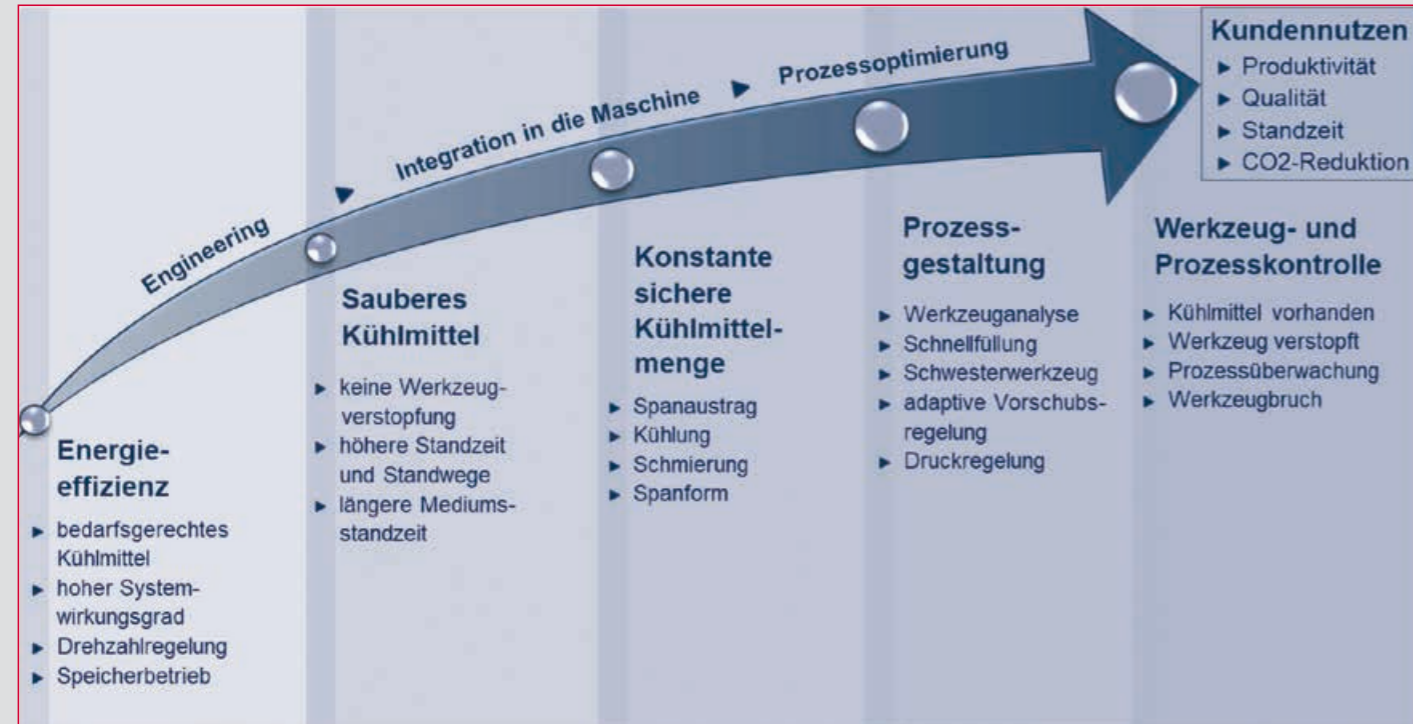 Engineering
Integration in die Maschine
Prozessoptimierung
Kundennutzen
► Produktivität
► Qualität
► Standzeit
► CO2-Reduktion
Energie-
effizienz
► bedarfsgerechtes
Kühlmittel
► hoher System-
wirkungsgrad
► Drehzahlregelung
► Speicherbetrieb
Sauberes
Kühlmittel
► keine Werkzeug-
verstopfung
► höhere Standzeit
und Standwege
► längere Mediums-
standzeit
Konstante
sichere
Kühlmittel-
menge
► Spanaustrag
► Kühlung
► Schmierung
► Spanform
Prozess-
gestaltung
► Werkzeuganalyse
► Schnellfüllung
► Schwesterwerkzeug
► adaptive Vorschubs-
regelung
► Druckregelung
Werkzeug- und
Prozesskontrolle
► Kühlmittel vorhanden
► Werkzeug verstopft
► Prozessüberwachung
► Werkzeugbruch